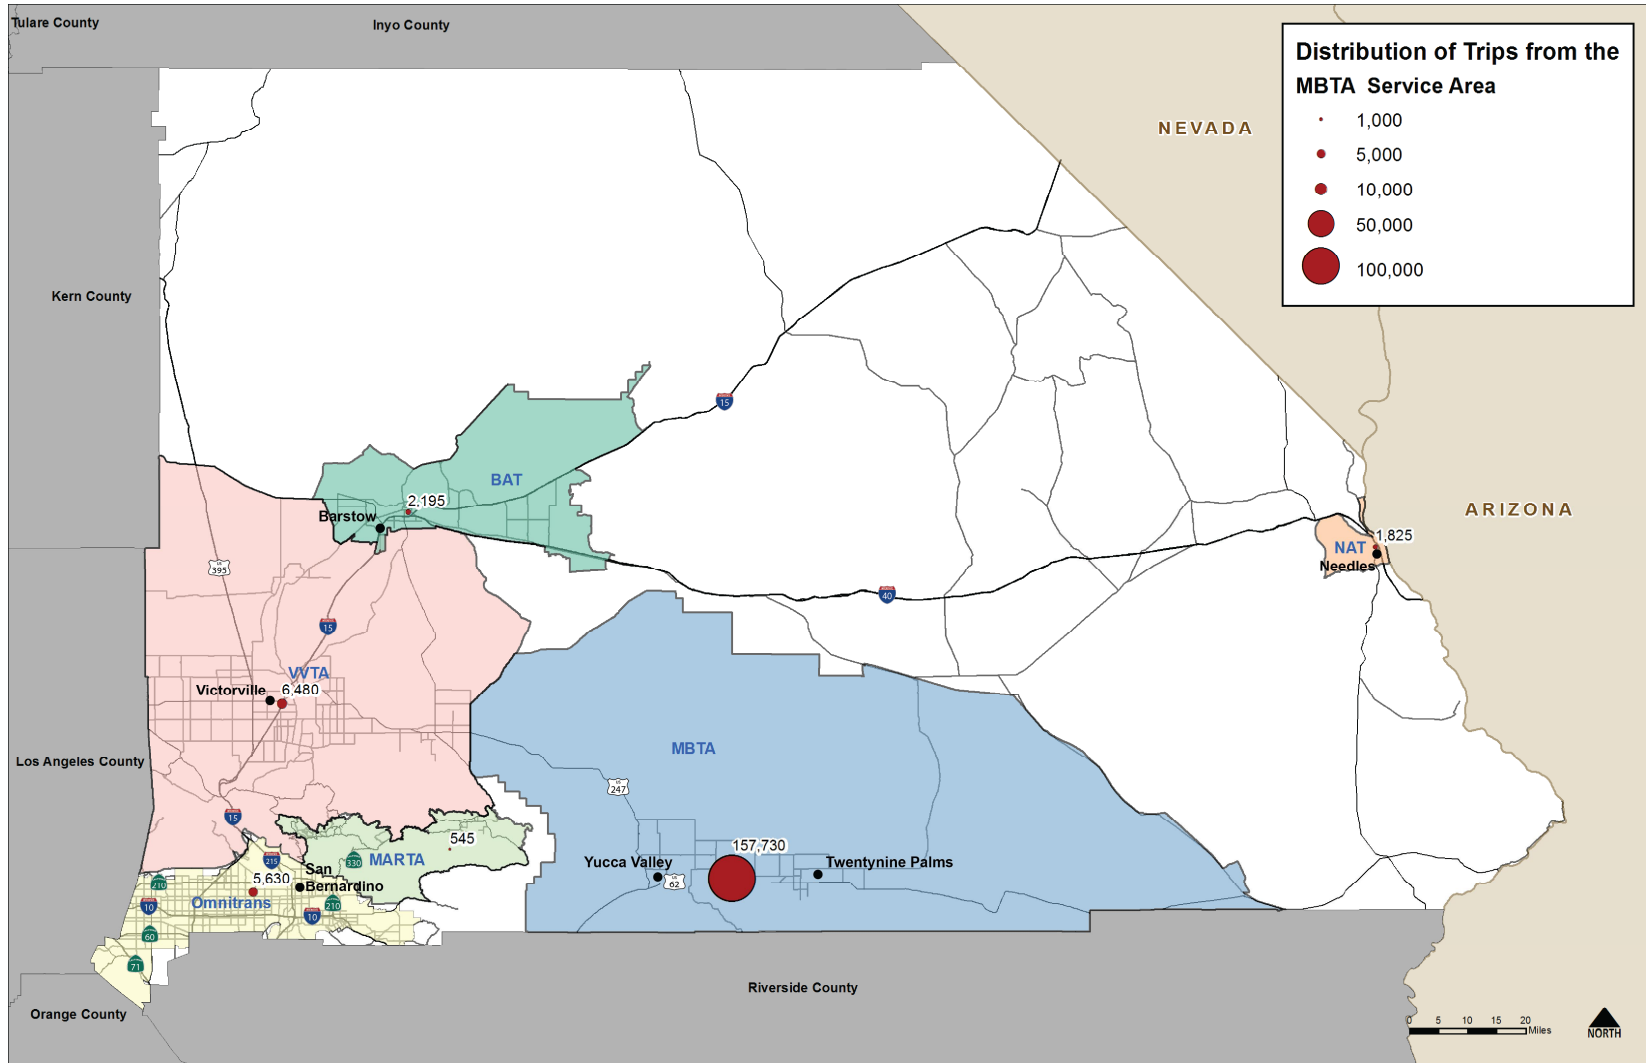 Tulare County
Inyo County
Distribution of Trips from the
MBTA Service Area
1,000
5,000
10,000
50,000
100,000
NEVADA
Kern County
15
BAT
2,195
Barstow
ARIZONA
1,825
NAT
Needles
US
395
40
15
VVTA
Victorville
6,480
MBTA
Los Angeles County
US
247
15
545
157,730
330
MARTA
215
San
Bernardino
Yucca Valley
US
62
Twentynine Palms
210
5,630
Omnitrans
210
10
10
60
71
Riverside County
Orange County
0 5 10 15 20
Miles
NORTH